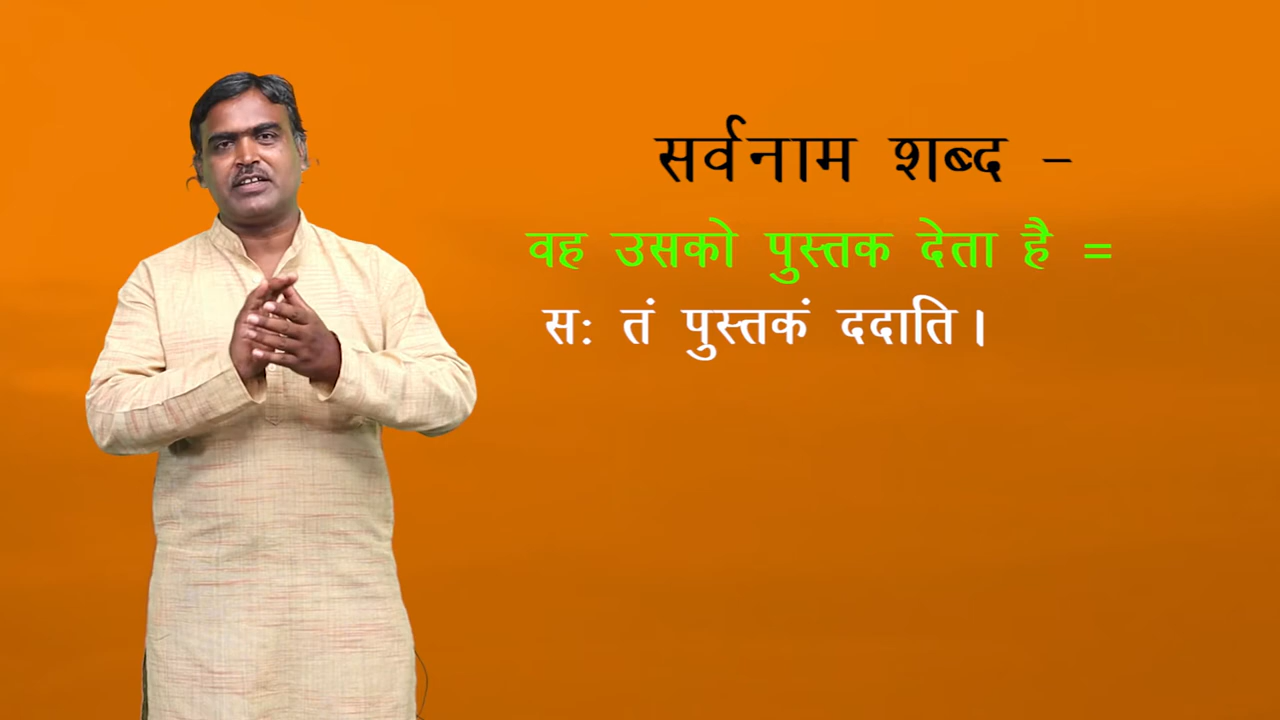 सर्वनाम शब्द –
वह उसको पुस्तक देता है =
सः तं पुस्तकं ददाति।